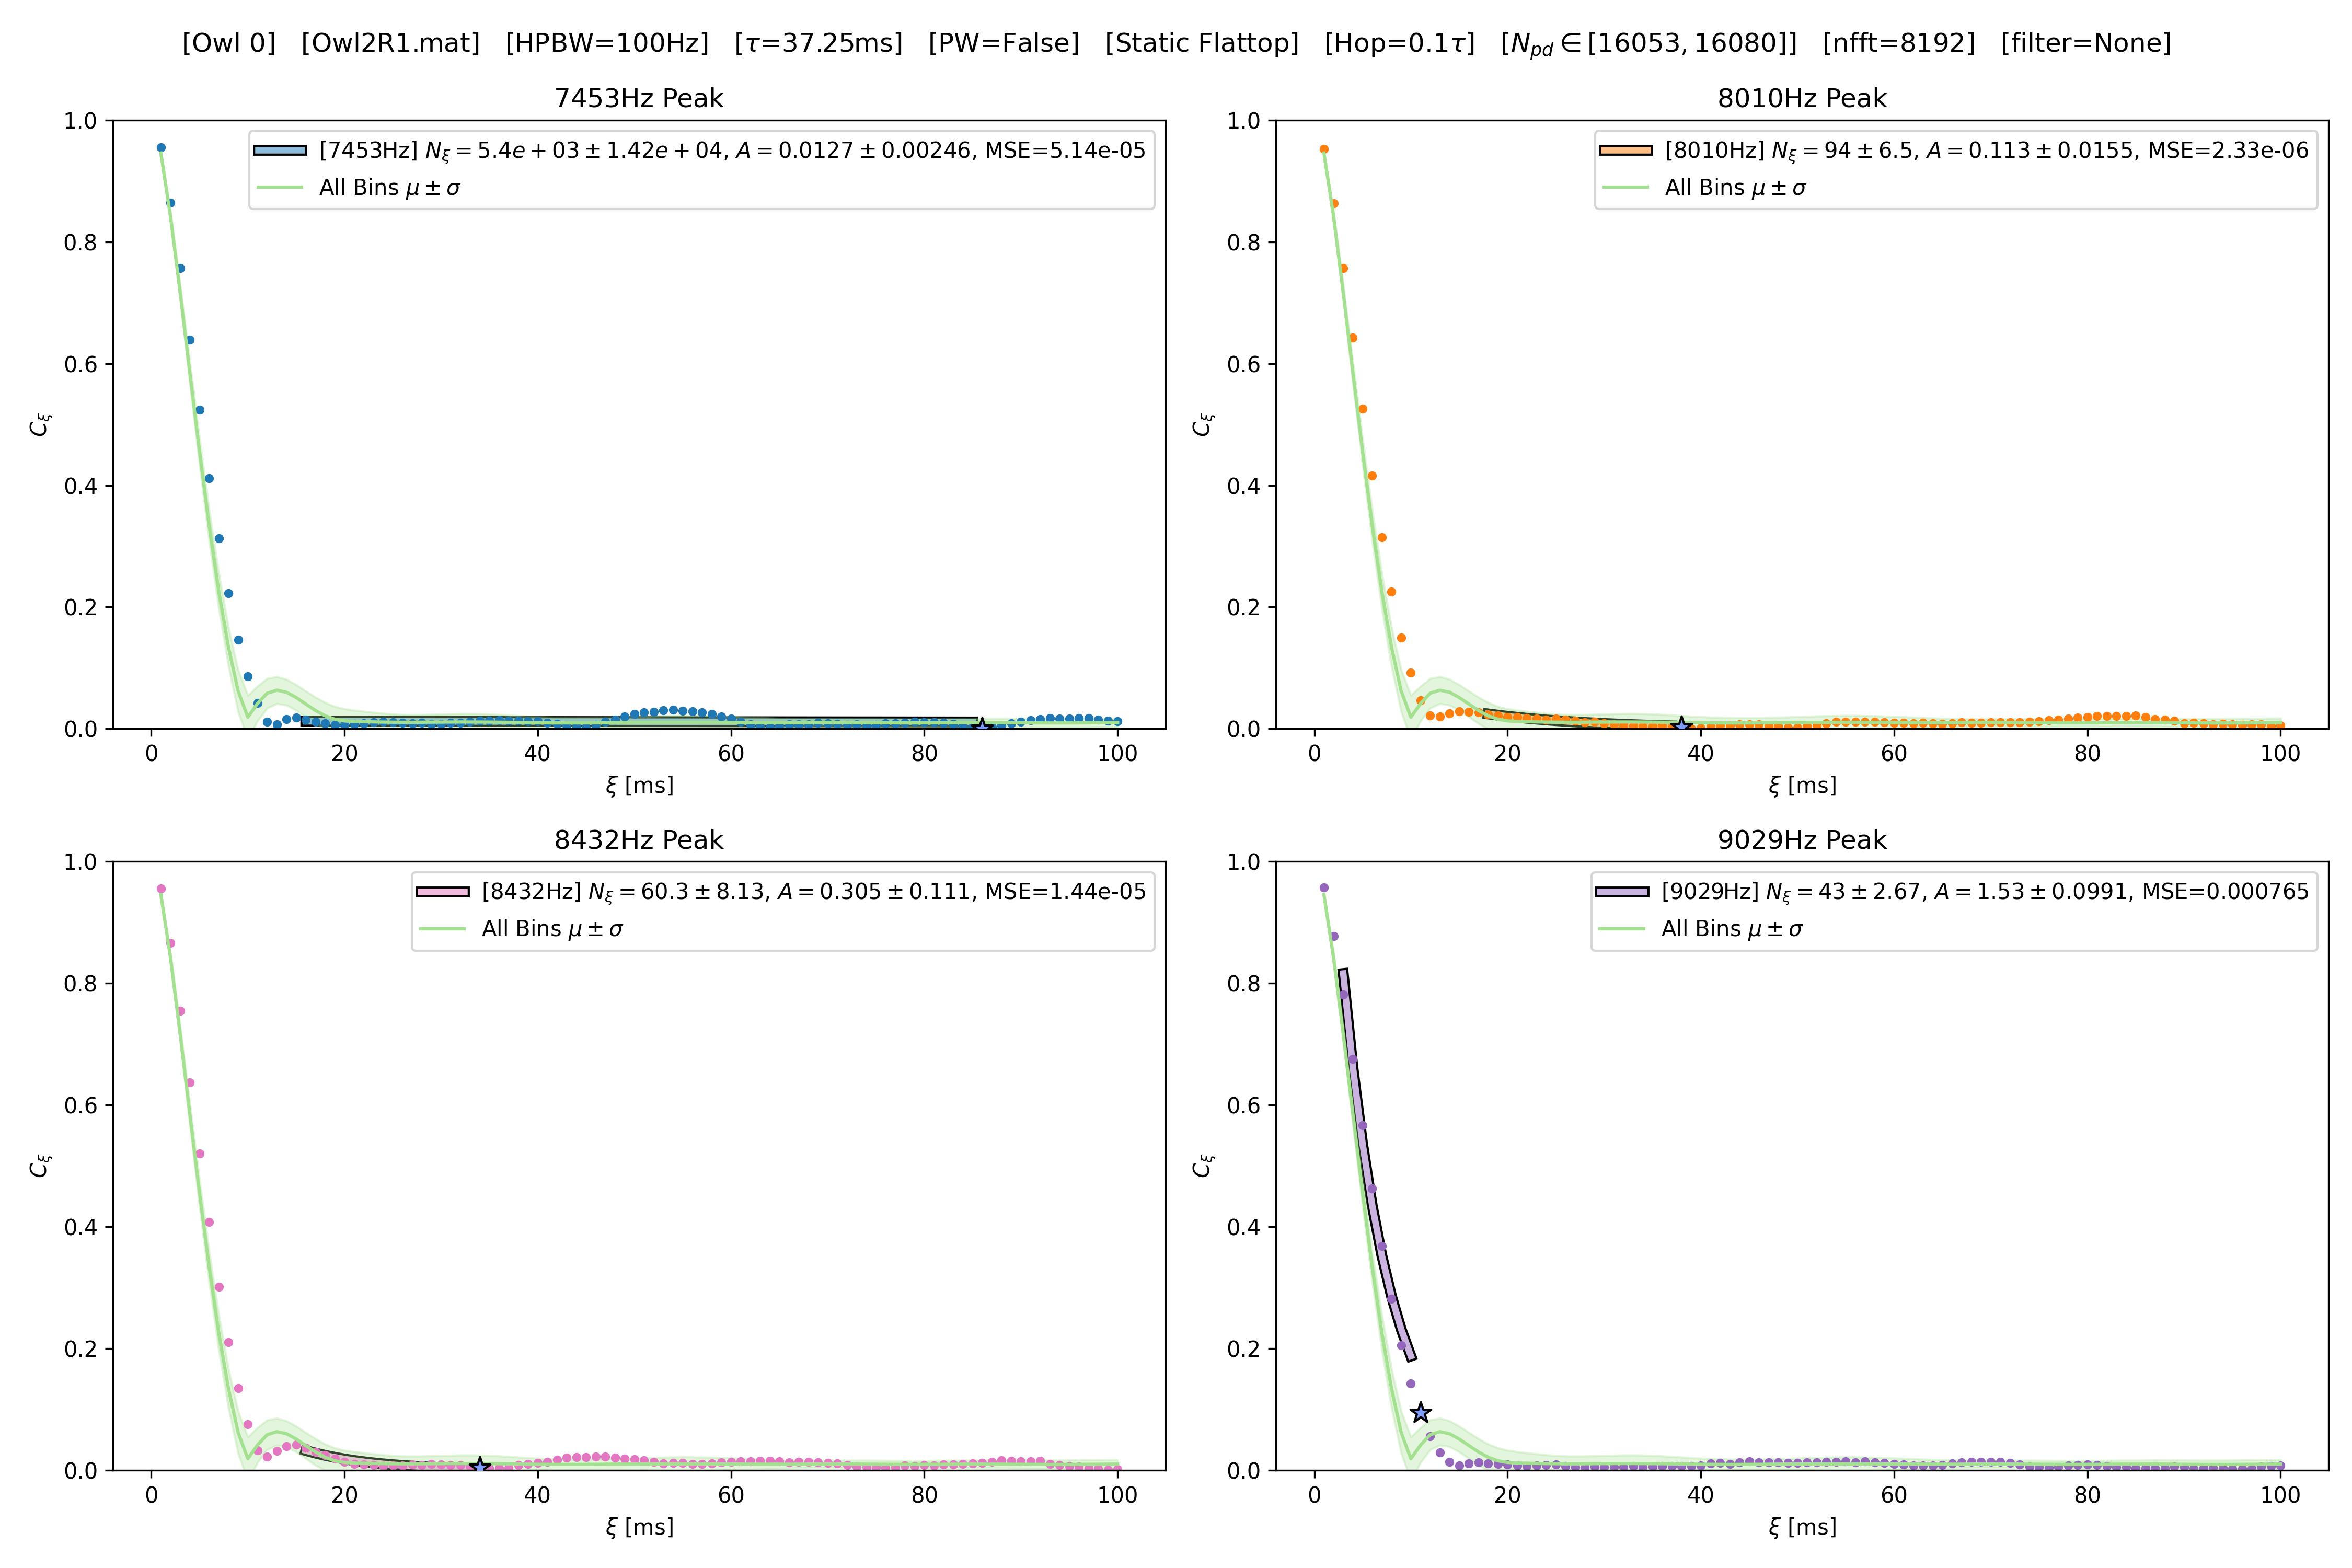 [Owl 0] [Owl2R1.mat] [HPBW=100Hz] [τ=37.25ms] [PW=False] [Static Flattop] [Hop=0.1τ] [N_pd ∈ [16053, 16080]] [nfft=8192] [filter=None]
7453Hz Peak
[7453Hz] N_ξ = 5.4e + 03 ± 1.42e + 04, A = 0.0127 ± 0.00246, MSE=5.14e-05
All Bins μ ± σ
1.0
0.8
0.6
0.4
0.2
0.0
C_ξ
0 20 40 60 80 100
ξ [ms]
8010Hz Peak
[8010Hz] N_ξ = 94 ± 6.5, A = 0.113 ± 0.0155, MSE=2.33e-06
All Bins μ ± σ
1.0
0.8
0.6
0.4
0.2
0.0
C_ξ
0 20 40 60 80 100
ξ [ms]
8432Hz Peak
[8432Hz] N_ξ = 60.3 ± 8.13, A = 0.305 ± 0.111, MSE=1.44e-05
All Bins μ ± σ
1.0
0.8
0.6
0.4
0.2
0.0
C_ξ
0 20 40 60 80 100
ξ [ms]
9029Hz Peak
[9029Hz] N_ξ = 43 ± 2.67, A = 1.53 ± 0.0991, MSE=0.000765
All Bins μ ± σ
1.0
0.8
0.6
0.4
0.2
0.0
C_ξ
0 20 40 60 80 100
ξ [ms]